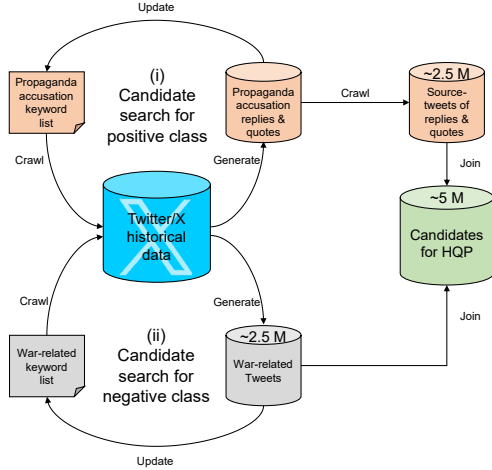 Update
(i)
Candidate
search for
positive class
Propaganda
accusation
keyword
list
Propaganda
accusation
replies &
quotes
Crawl
~2.5 M
Source-
tweets of
replies &
quotes
Crawl
Generate
Join
Twitter/X
historical
data
~5 M
Candidates
for HQP
Crawl
Generate
Join
(ii)
Candidate
search for
negative class
War-related
keyword
list
~2.5 M
War-related
Tweets
Update